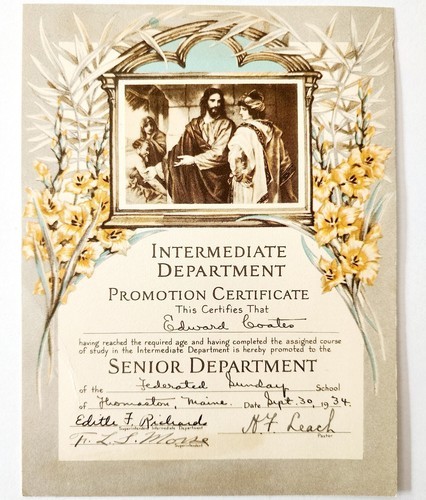 INTERMEDIATE
DEPARTMENT
PROMOTION CERTIFICATE
This Certifies That
Edward Coates
having reached the required age and having completed the assigned course
of study in the Intermediate Department is hereby promoted to the
SENIOR DEPARTMENT
of the Federated Sunday School
of Thomaston, Maine. Date Sept. 30, 1934.
Edith F. Richards
Superintendent Intermediate Department
H. F. Leach
Pastor
L. S. Morse
Superintendent